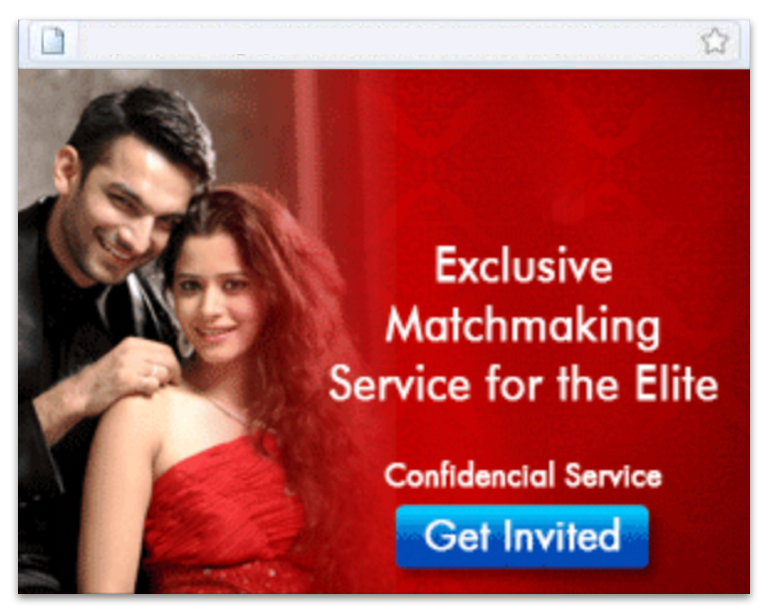 Exclusive
Matchmaking
Service for the Elite
Confidencial Service
Get Invited